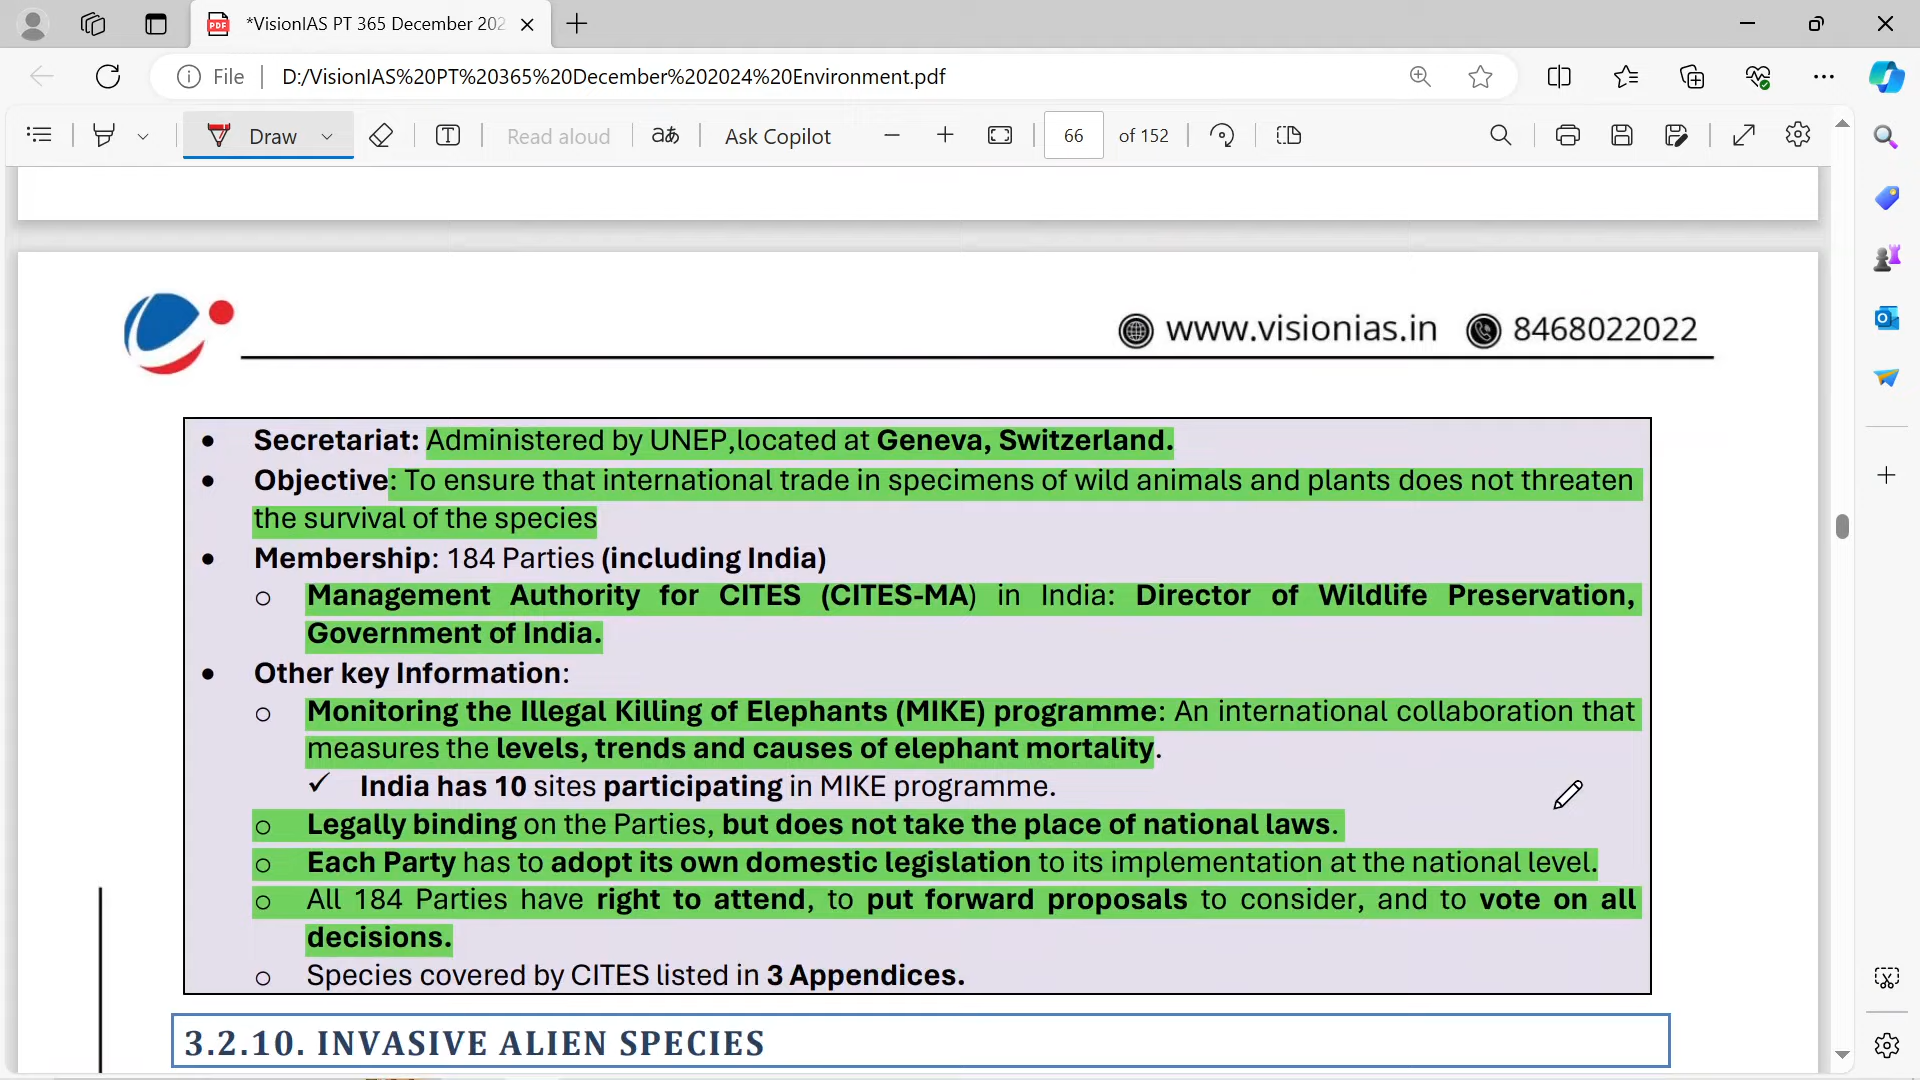 *VisionIAS PT 365 December 202
File
D:/VisionIAS%20PT%20365%20December%202024%20Environment.pdf
Draw
Read aloud
aあ
Ask Copilot
66
of 152
www.visionias.in
8468022022
• Secretariat: Administered by UNEP,located at Geneva, Switzerland.
• Objective: To ensure that international trade in specimens of wild animals and plants does not threaten
the survival of the species
• Membership: 184 Parties (including India)
o Management Authority for CITES (CITES-MA) in India: Director of Wildlife Preservation,
Government of India.
• Other key Information:
o Monitoring the Illegal Killing of Elephants (MIKE) programme: An international collaboration that
measures the levels, trends and causes of elephant mortality.
✓ India has 10 sites participating in MIKE programme.
o Legally binding on the Parties, but does not take the place of national laws.
o Each Party has to adopt its own domestic legislation to its implementation at the national level.
o All 184 Parties have right to attend, to put forward proposals to consider, and to vote on all
decisions.
o Species covered by CITES listed in 3 Appendices.
3.2.10. INVASIVE ALIEN SPECIES